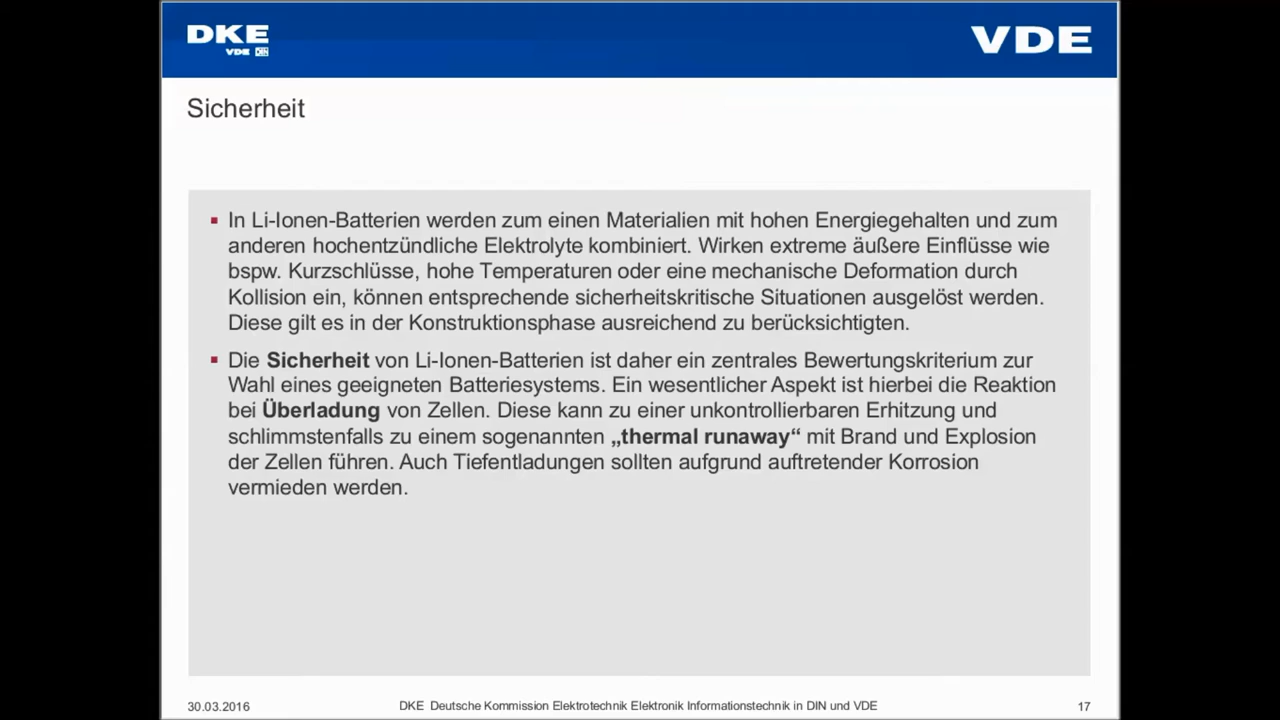 DKE
VDE DIN
VDE
Sicherheit
▪ In Li-Ionen-Batterien werden zum einen Materialien mit hohen Energiegehalten und zum
anderen hochentzündliche Elektrolyte kombiniert. Wirken extreme äußere Einflüsse wie
bspw. Kurzschlüsse, hohe Temperaturen oder eine mechanische Deformation durch
Kollision ein, können entsprechende sicherheitskritische Situationen ausgelöst werden.
Diese gilt es in der Konstruktionsphase ausreichend zu berücksichtigten.
▪ Die Sicherheit von Li-Ionen-Batterien ist daher ein zentrales Bewertungskriterium zur
Wahl eines geeigneten Batteriesystems. Ein wesentlicher Aspekt ist hierbei die Reaktion
bei Überladung von Zellen. Diese kann zu einer unkontrollierbaren Erhitzung und
schlimmstenfalls zu einem sogenannten „thermal runaway“ mit Brand und Explosion
der Zellen führen. Auch Tiefentladungen sollten aufgrund auftretender Korrosion
vermieden werden.
30.03.2016
DKE Deutsche Kommission Elektrotechnik Elektronik Informationstechnik in DIN und VDE
17